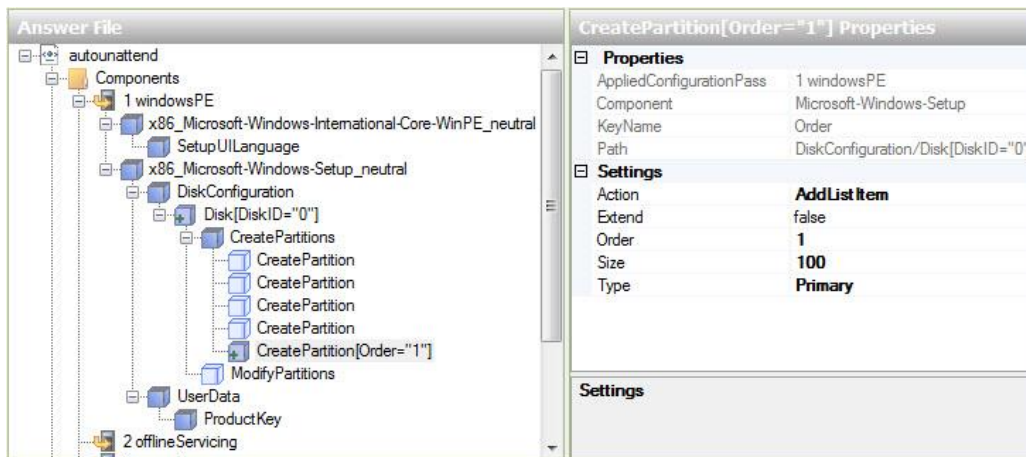 Answer File
autounattend
Components
1 windowsPE
x86_Microsoft-Windows-International-Core-WinPE_neutral
SetupUILanguage
x86_Microsoft-Windows-Setup_neutral
DiskConfiguration
Disk[DiskID="0"]
CreatePartitions
CreatePartition
CreatePartition
CreatePartition
CreatePartition
CreatePartition[Order="1"]
ModifyPartitions
UserData
ProductKey
2 offlineServicing
CreatePartition[Order="1"] Properties
Properties
AppliedConfigurationPass 1 windowsPE
Component Microsoft-Windows-Setup
KeyName Order
Path DiskConfiguration/Disk[DiskID="0"
Settings
Action AddListItem
Extend false
Order 1
Size 100
Type Primary
Settings